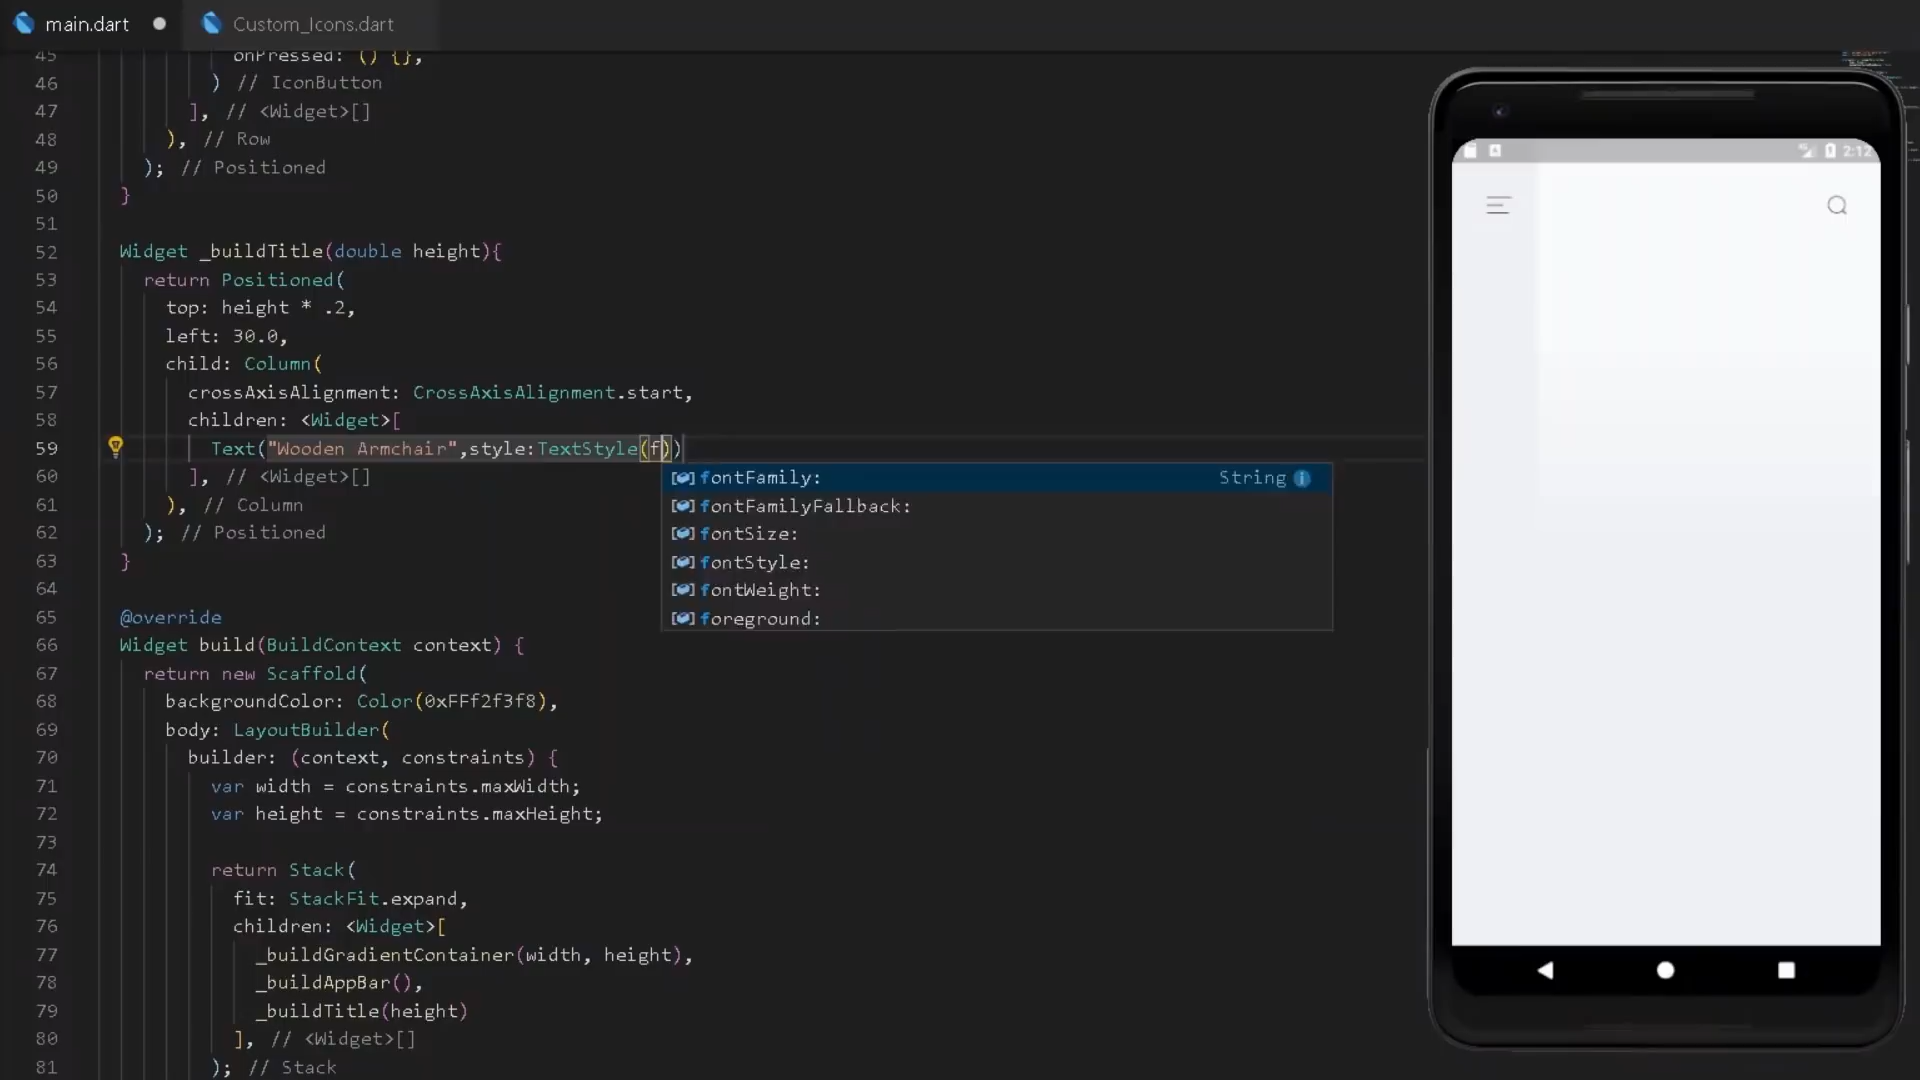 main.dart
Custom_Icons.dart
45 onPressed: () {},
46 ) // IconButton
47 ], // <Widget>[]
48 ), // Row
49 ); // Positioned
50 }
51
52 Widget _buildTitle(double height){
53 return Positioned(
54 top: height * .2,
55 left: 30.0,
56 child: Column(
57 crossAxisAlignment: CrossAxisAlignment.start,
58 children: <Widget>[
59 Text("Wooden Armchair",style:TextStyle(f))
60 ], // <Widget>[]
61 ), // Column
62 ); // Positioned
63 }
64
65 @override
66 Widget build(BuildContext context) {
67 return new Scaffold(
68 backgroundColor: Color(0xFFf2f3f8),
69 body: LayoutBuilder(
70 builder: (context, constraints) {
71 var width = constraints.maxWidth;
72 var height = constraints.maxHeight;
73
74 return Stack(
75 fit: StackFit.expand,
76 children: <Widget>[
77 _buildGradientContainer(width, height),
78 _buildAppBar(),
79 _buildTitle(height)
80 ], // <Widget>[]
81 ); // Stack
fontFamily: String
fontFamilyFallback:
fontSize:
fontStyle:
fontWeight:
foreground:
2:12